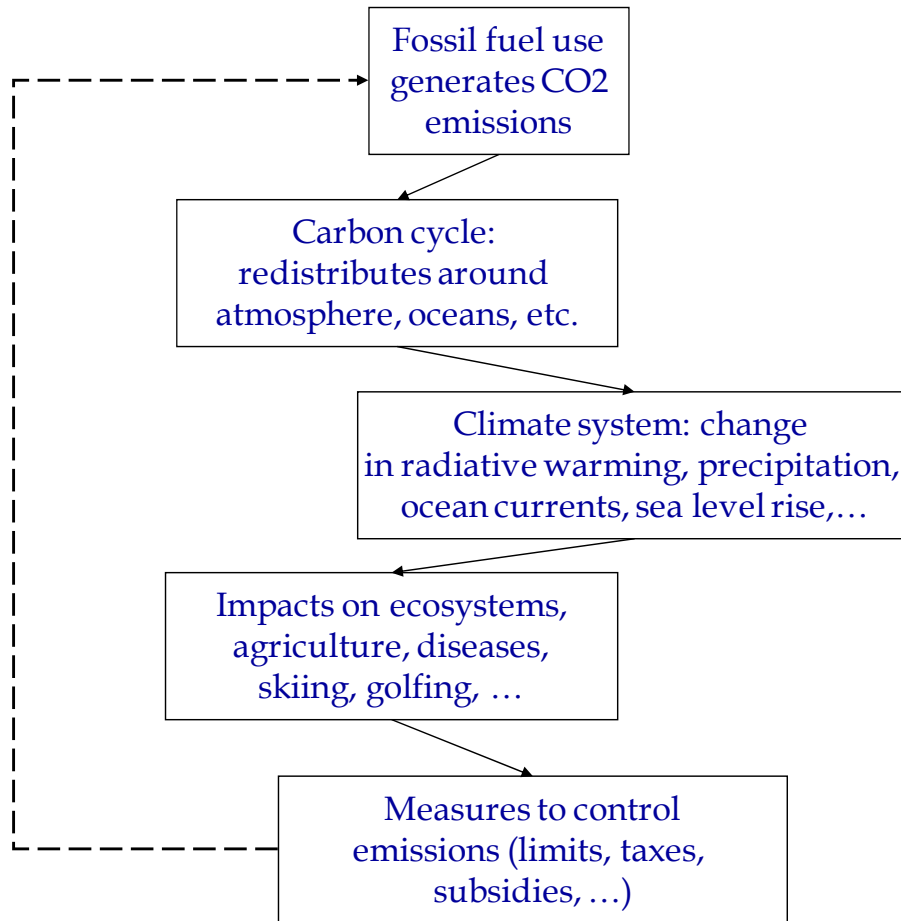 Fossil fuel use
generates CO2
emissions
Carbon cycle:
redistributes around
atmosphere, oceans, etc.
Climate system: change
in radiative warming, precipitation,
ocean currents, sea level rise,…
Impacts on ecosystems,
agriculture, diseases,
skiing, golfing, …
Measures to control
emissions (limits, taxes,
subsidies, …)